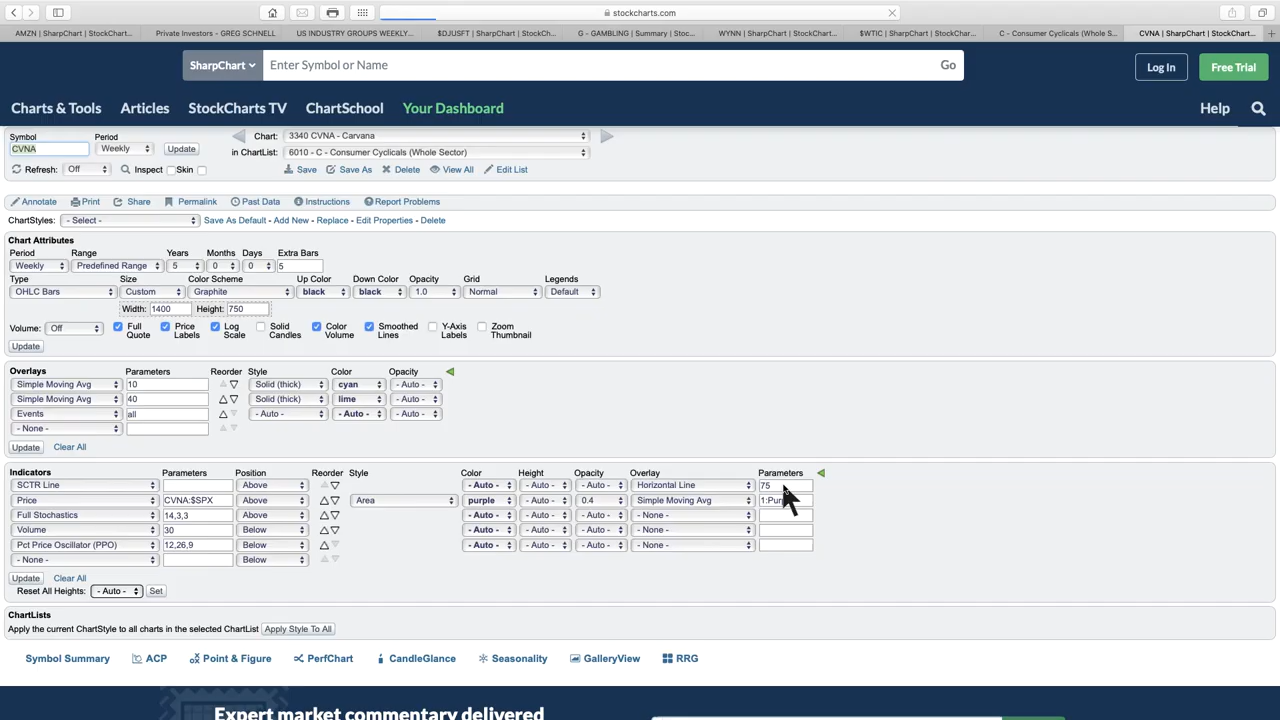 stockcharts.com
AMZN | SharpChart | StockChart... Private Investors - GREG SCHNELL US INDUSTRY GROUPS WEEKLY... $DJUSFT | SharpChart | StockCh... G - GAMBLING | Summary | Stoc... WYNN | SharpChart | StockChart... $WTIC | SharpChart | StockChar... C - Consumer Cyclicals (Whole S... CVNA | SharpChart | StockChart...
SharpChart Enter Symbol or Name Go Log In Free Trial
Charts & Tools Articles StockCharts TV ChartSchool Your Dashboard Help
Symbol Period Chart: 3340 CVNA - Carvana
CVNA Weekly Update in ChartList: 6010 - C - Consumer Cyclicals (Whole Sector)
Refresh: Off Inspect Skin Save Save As Delete View All Edit List
Annotate Print Share Permalink Past Data Instructions Report Problems
ChartStyles: - Select - Save As Default - Add New - Replace - Edit Properties - Delete
Chart Attributes
Period Range Years Months Days Extra Bars
Weekly Predefined Range 5 0 0 5
Type Size Color Scheme Up Color Down Color Opacity Grid Legends
OHLC Bars Custom Graphite black black 1.0 Normal Default
Width: 1400 Height: 750
Volume: Off Full Quote Price Labels Log Scale Solid Candles Color Volume Smoothed Lines Y-Axis Labels Zoom Thumbnail
Update
Overlays Parameters Reorder Style Color Opacity
Simple Moving Avg 10 Solid (thick) cyan - Auto -
Simple Moving Avg 40 Solid (thick) lime - Auto -
Events all - Auto - - Auto - - Auto -
- None -
Update Clear All
Indicators Parameters Position Reorder Style Color Height Opacity Overlay Parameters
SCTR Line Above - Auto - - Auto - - Auto - Horizontal Line 75
Price CVNA:$SPX Above Area purple - Auto - 0.4 Simple Moving Avg
Full Stochastics 14,3,3 Above - Auto - - Auto - - Auto - - None -
Volume 30 Below - Auto - - Auto - - Auto - - None -
Pct Price Oscillator (PPO) 12,26,9 Below - Auto - - Auto - - Auto - - None -
- None - Below
Update Clear All
Reset All Heights: - Auto - Set
ChartLists
Apply the current ChartStyle to all charts in the selected ChartList Apply Style To All
Symbol Summary ACP Point & Figure PerfChart CandleGlance Seasonality GalleryView RRG
Expert market commentary delivered